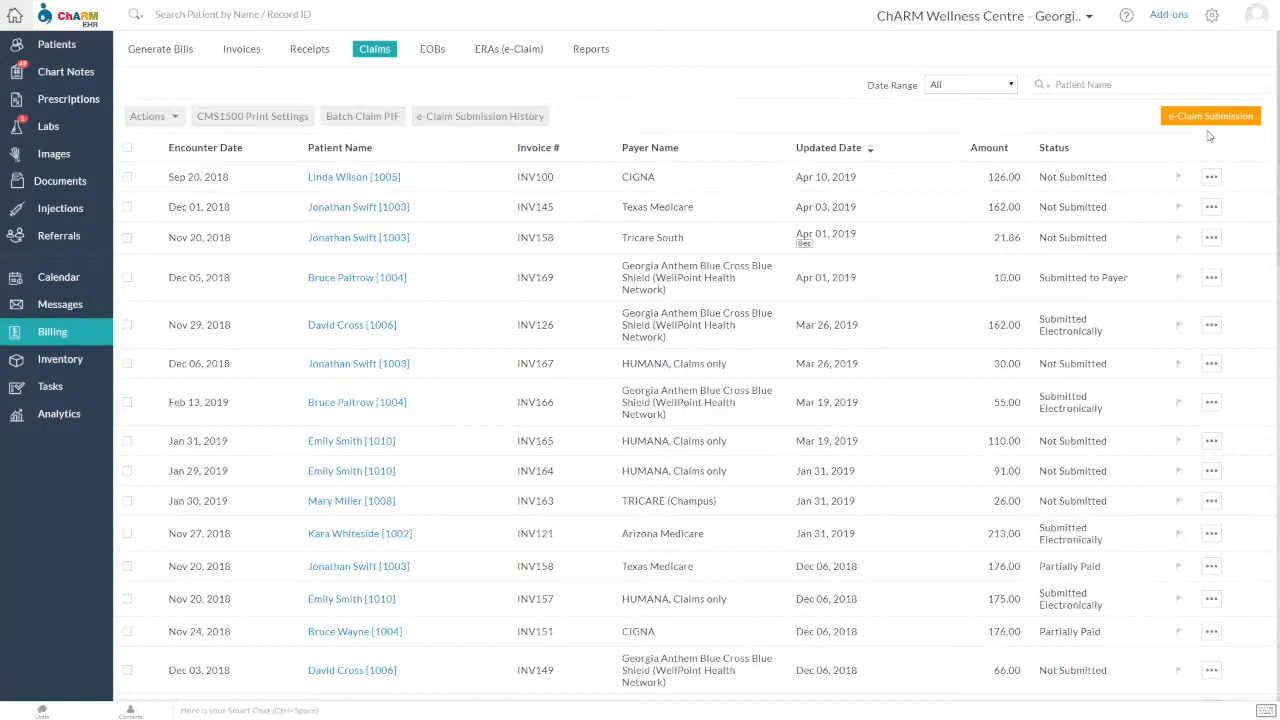 ChARM
EHR
Search Patient by Name / Record ID
ChARM Wellness Centre - Georgi..
?
Add-ons
Patients
49
Chart Notes
Prescriptions
1
Labs
Images
Documents
Injections
Referrals
Calendar
Messages
Billing
Inventory
Tasks
Analytics
Generate Bills Invoices Receipts Claims EOBs ERAs (e-Claim) Reports
Date Range All Patient Name
Actions CMS1500 Print Settings Batch Claim PIF e-Claim Submission History e-Claim Submission
Encounter Date Patient Name Invoice # Payer Name Updated Date Amount Status
Sep 20, 2018 Linda Wilson [1005] INV100 CIGNA Apr 10, 2019 126.00 Not Submitted
Dec 01, 2018 Jonathan Swift [1003] INV145 Texas Medicare Apr 03, 2019 162.00 Not Submitted
Nov 20, 2018 Jonathan Swift [1003] INV158 Tricare South Apr 01, 2019 21.86 Not Submitted
Sec
Dec 05, 2018 Bruce Paltrow [1004] INV169 Georgia Anthem Blue Cross Blue
Shield (WellPoint Health
Network) Apr 01, 2019 10.00 Submitted to Payer
Nov 29, 2018 David Cross [1006] INV126 Georgia Anthem Blue Cross Blue
Shield (WellPoint Health
Network) Mar 26, 2019 162.00 Submitted
Electronically
Dec 06, 2018 Jonathan Swift [1003] INV167 HUMANA, Claims only Mar 26, 2019 30.00 Not Submitted
Feb 13, 2019 Bruce Paltrow [1004] INV166 Georgia Anthem Blue Cross Blue
Shield (WellPoint Health
Network) Mar 19, 2019 55.00 Submitted
Electronically
Jan 31, 2019 Emily Smith [1010] INV165 HUMANA, Claims only Mar 19, 2019 110.00 Not Submitted
Jan 29, 2019 Emily Smith [1010] INV164 HUMANA, Claims only Jan 31, 2019 91.00 Not Submitted
Jan 30, 2019 Mary Miller [1008] INV163 TRICARE (Champus) Jan 31, 2019 26.00 Not Submitted
Nov 27, 2018 Kara Whiteside [1002] INV121 Arizona Medicare Jan 31, 2019 213.00 Submitted
Electronically
Nov 20, 2018 Jonathan Swift [1003] INV158 Texas Medicare Dec 06, 2018 176.00 Partially Paid
Nov 20, 2018 Emily Smith [1010] INV157 HUMANA, Claims only Dec 06, 2018 175.00 Submitted
Electronically
Nov 24, 2018 Bruce Wayne [1004] INV151 CIGNA Dec 06, 2018 176.00 Partially Paid
Dec 03, 2018 David Cross [1006] INV149 Georgia Anthem Blue Cross Blue
Shield (WellPoint Health
Network) Dec 06, 2018 66.00 Not Submitted
Chats Contacts Here is your Smart Chat (Ctrl+Space)